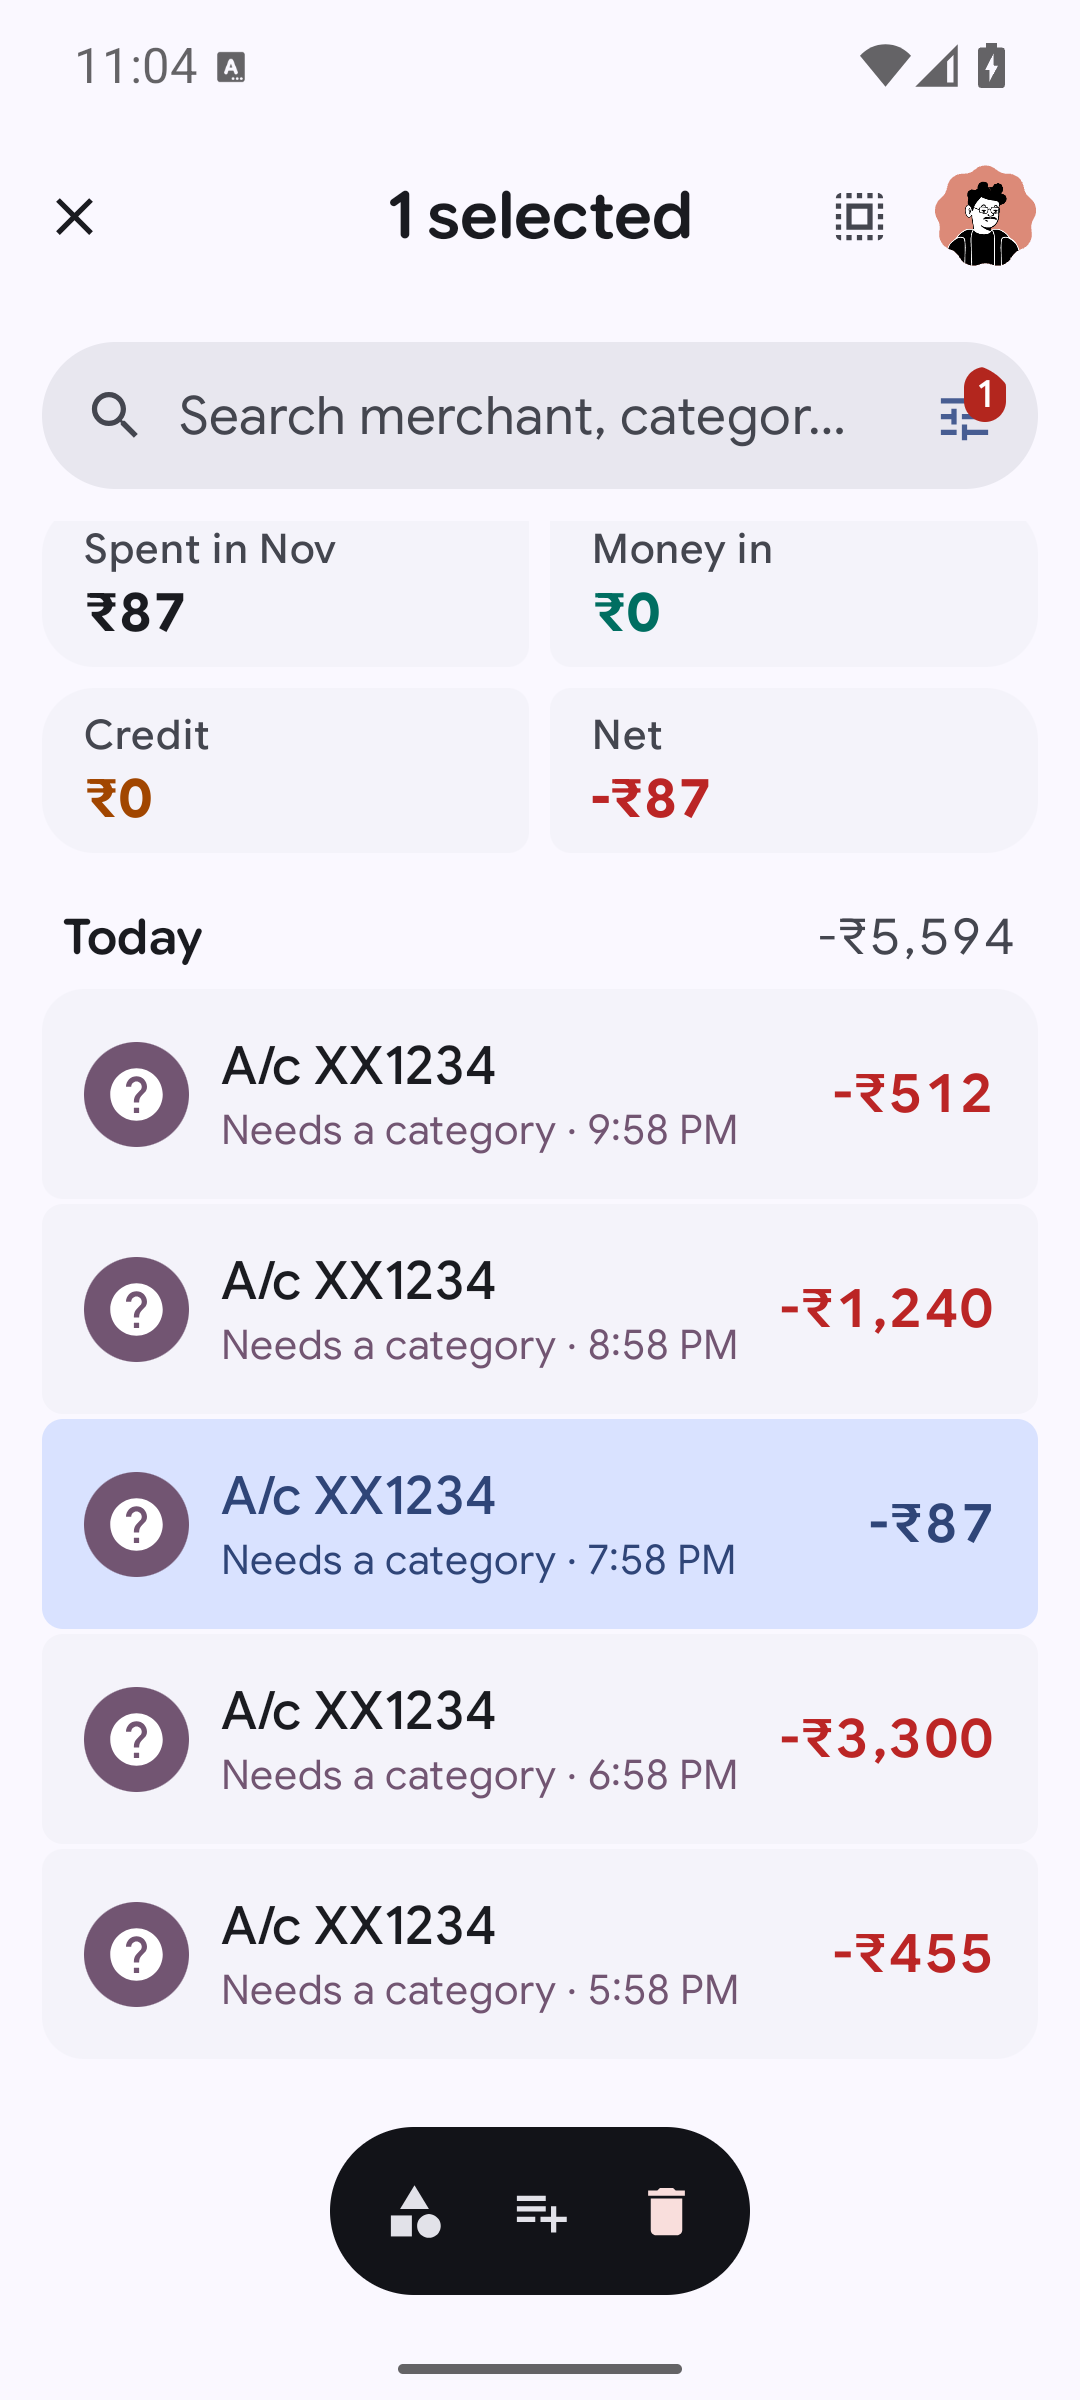 11:04
1 selected
Search merchant, categor...
1
Spent in Nov
₹87
Money in
₹0
Credit
₹0
Net
-₹87
Today
-₹5,594
A/c XX1234
Needs a category · 9:58 PM
-₹512
A/c XX1234
Needs a category · 8:58 PM
-₹1,240
A/c XX1234
Needs a category · 7:58 PM
-₹87
A/c XX1234
Needs a category · 6:58 PM
-₹3,300
A/c XX1234
Needs a category · 5:58 PM
-₹455